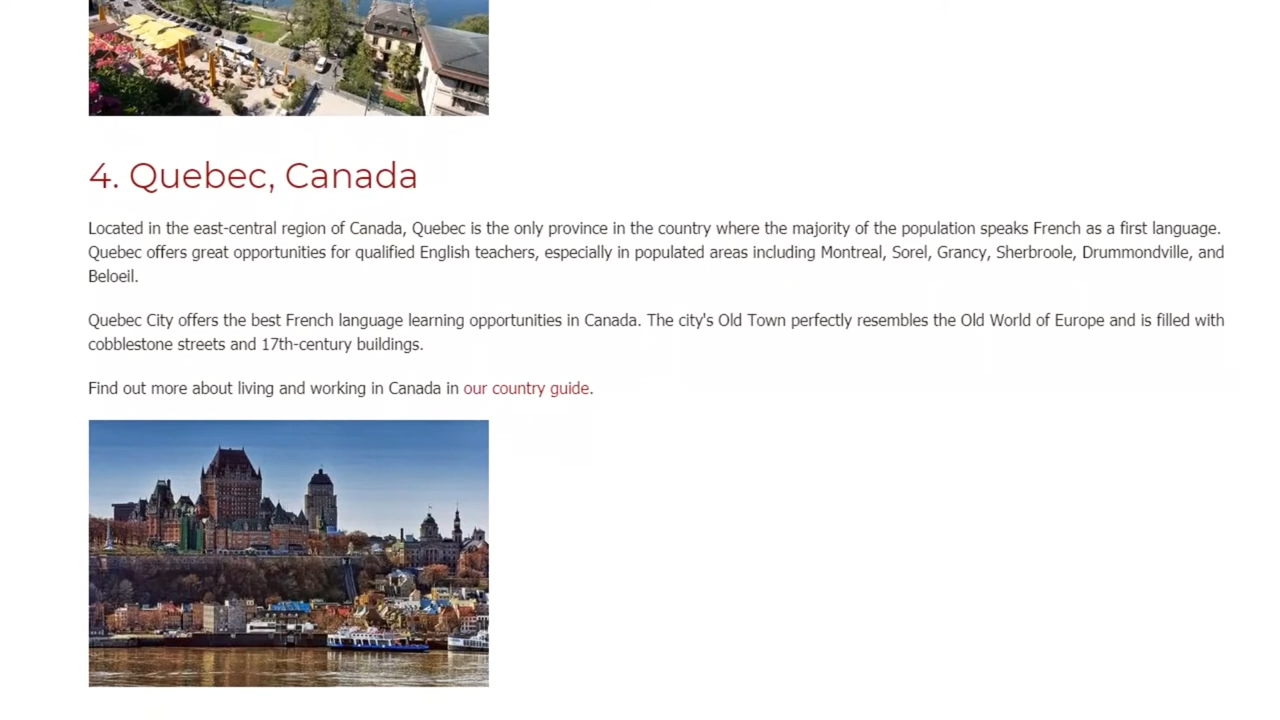 4. Quebec, Canada
Located in the east-central region of Canada, Quebec is the only province in the country where the majority of the population speaks French as a first language.
Quebec offers great opportunities for qualified English teachers, especially in populated areas including Montreal, Sorel, Grancy, Sherbroole, Drummondville, and
Beloeil.
Quebec City offers the best French language learning opportunities in Canada. The city's Old Town perfectly resembles the Old World of Europe and is filled with
cobblestone streets and 17th-century buildings.
Find out more about living and working in Canada in our country guide.